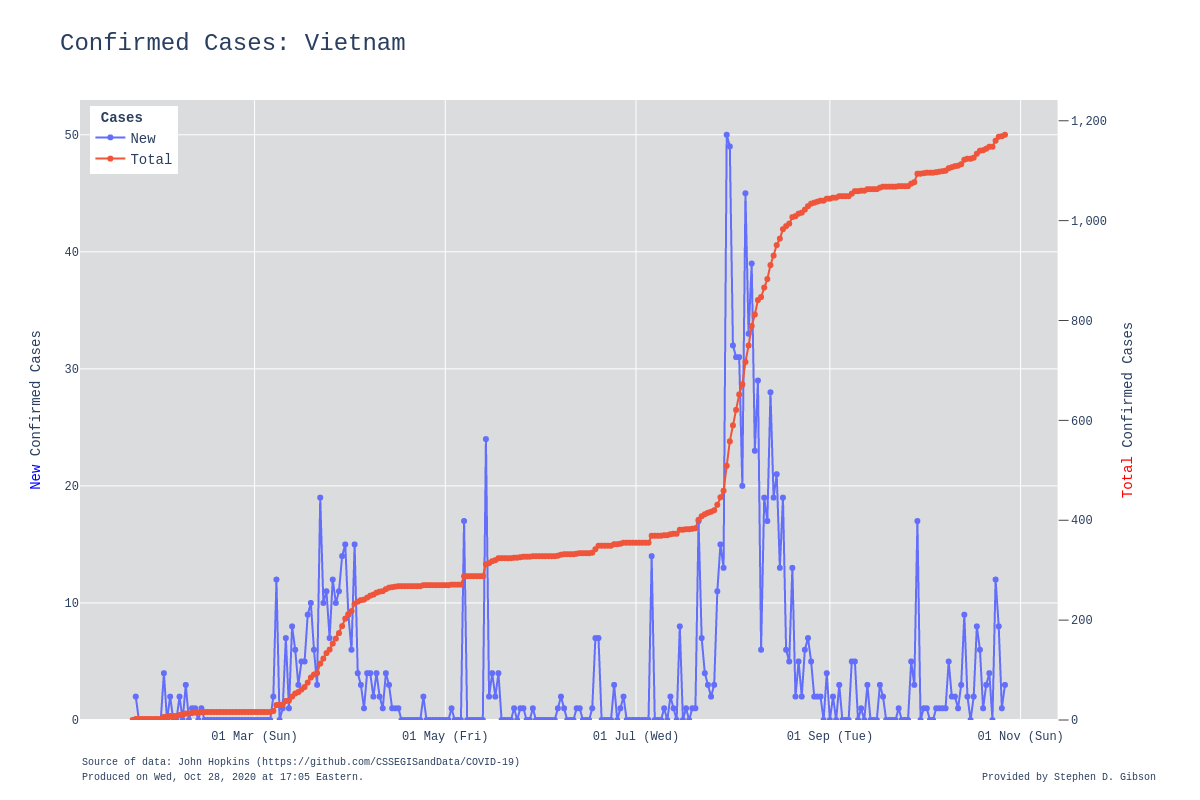 Confirmed Cases: Vietnam
Cases
New
Total
50
40
30
20
10
0
1,200
1,000
800
600
400
200
0
New Confirmed Cases
Total Confirmed Cases
01 Mar (Sun)
01 May (Fri)
01 Jul (Wed)
01 Sep (Tue)
01 Nov (Sun)
Source of data: John Hopkins (https://github.com/CSSEGISandData/COVID-19)
Produced on Wed, Oct 28, 2020 at 17:05 Eastern.
Provided by Stephen D. Gibson